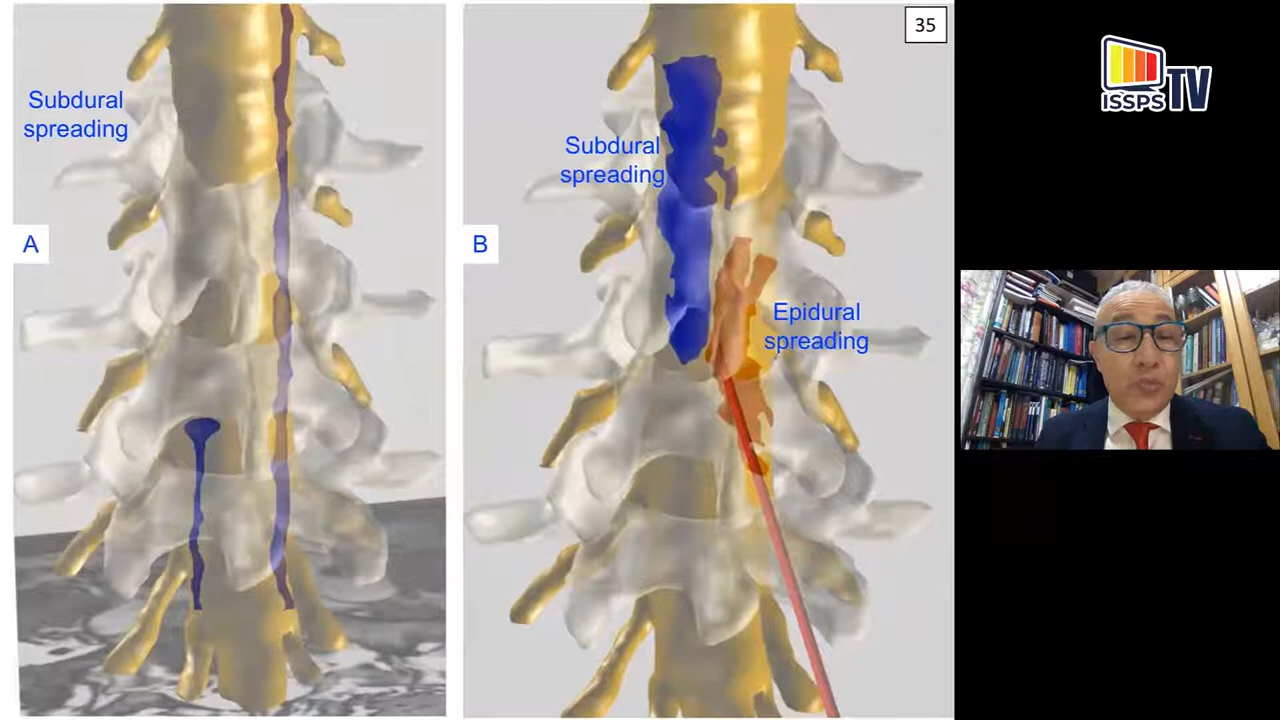 Subdural
spreading
A
35
Subdural
spreading
B
Epidural
spreading
ISSPS TV